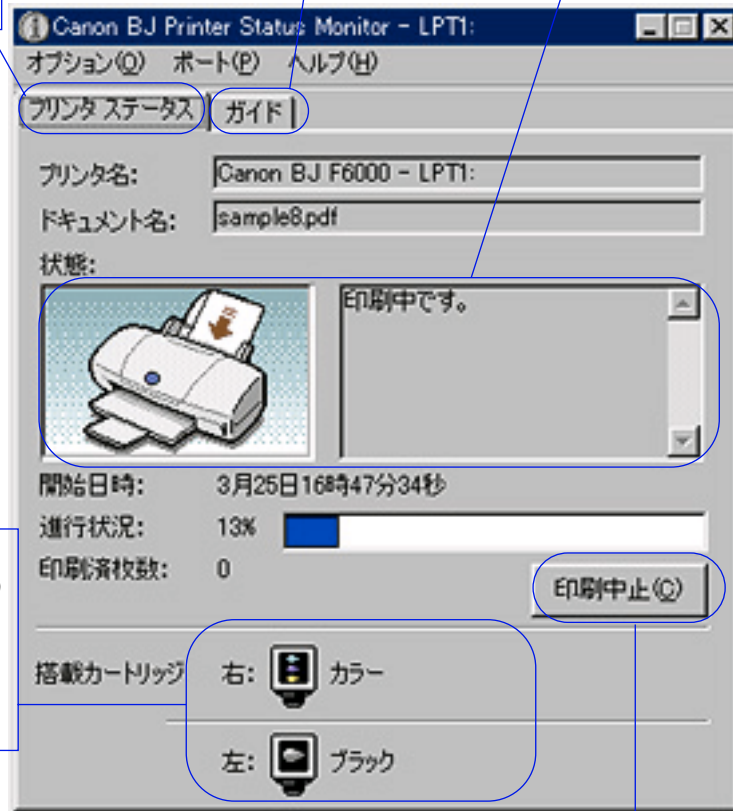 Canon BJ Printer Status Monitor - LPT1:
オプション(O) ポート(P) ヘルプ(H)
プリンタ ステータス ガイド
プリンタ名: Canon BJ F6000 - LPT1:
ドキュメント名: sample8.pdf
状態:
印刷中です。
開始日時: 3月25日16時47分34秒
進行状況: 13%
印刷済枚数: 0
印刷中止(C)
搭載カートリッジ 右: カラー
左: ブラック